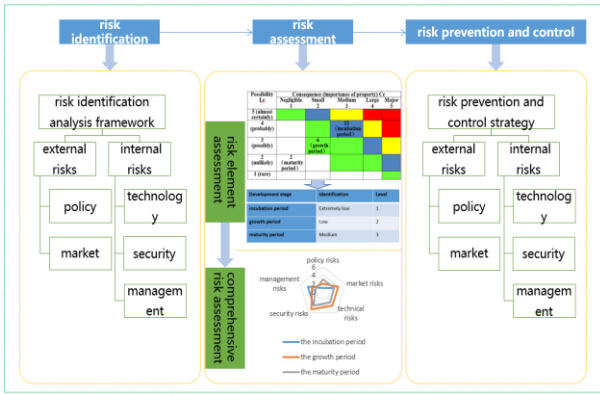 risk
identification
risk
assessment
risk prevention and control
risk identification
analysis framework
external
risks
internal
risks
policy
technolog
y
market
security
managem
ent
risk element
assessment
comprehensive
risk assessment
Possibility
Lc
Consequence (importance of property) Cc
Negligible
1
Small
2
Medium
3
Large
4
Major
5
5 (almost
certainly)
4
(probably)
12
(incubation
period)
3
(possibly)
6
(growth
period)
2
(unlikely)
2
(maturity
period)
1 (rare)
Development stage Identification Level
incubation period Extremely low 1
growth period Low 2
maturity period Medium 3
policy risks
6
4
2
0
management
risks
market risks
security risks
technical
risks
the incubation period
the growth period
the maturity period
risk prevention and
control strategy
external
risks
internal
risks
policy
technolog
y
market
security
managem
ent